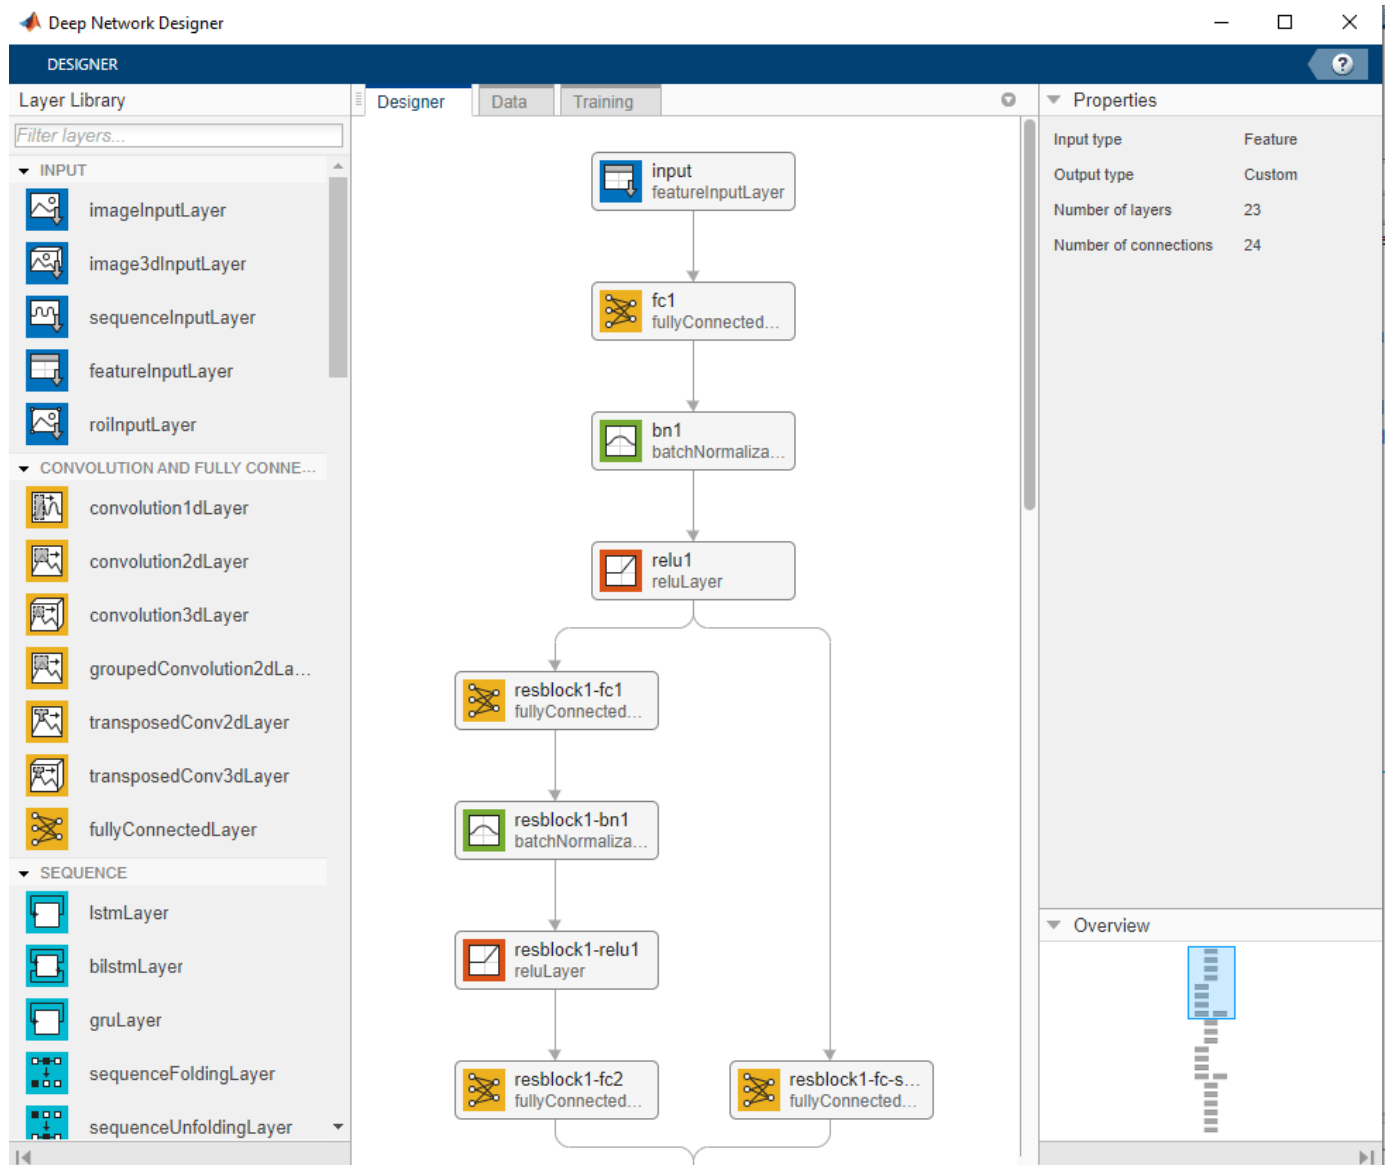 Deep Network Designer
DESIGNER
?
Layer Library
Filter layers...
INPUT
imageInputLayer
image3dInputLayer
sequenceInputLayer
featureInputLayer
roiInputLayer
CONVOLUTION AND FULLY CONNE...
convolution1dLayer
convolution2dLayer
convolution3dLayer
groupedConvolution2dLa...
transposedConv2dLayer
transposedConv3dLayer
fullyConnectedLayer
SEQUENCE
lstmLayer
bilstmLayer
gruLayer
sequenceFoldingLayer
sequenceUnfoldingLayer
Designer
Data
Training
input
featureInputLayer
fc1
fullyConnected...
bn1
batchNormaliza...
relu1
reluLayer
resblock1-fc1
fullyConnected...
resblock1-bn1
batchNormaliza...
resblock1-relu1
reluLayer
resblock1-fc2
fullyConnected...
resblock1-fc-s...
fullyConnected...
Properties
Input type Feature
Output type Custom
Number of layers 23
Number of connections 24
Overview